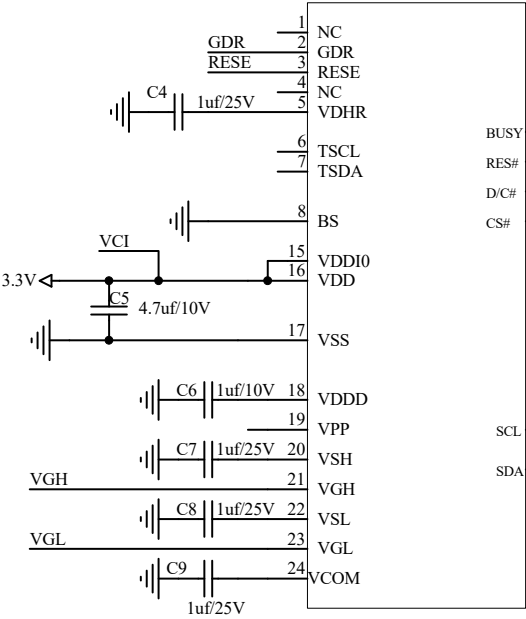 1 NC
GDR 2 GDR
RESE 3 RESE
4 NC
C4 1uf/25V 5 VDHR
BUSY
6 TSCL
RES#
7 TSDA
D/C#
8 BS
CS#
VCI
15 VDDI0
3.3V 16 VDD
C5 4.7uf/10V
17 VSS
C6 1uf/10V 18 VDDD
19 VPP
SCL
C7 1uf/25V 20 VSH
SDA
VGH 21 VGH
C8 1uf/25V 22 VSL
VGL 23 VGL
C9 24 VCOM
1uf/25V